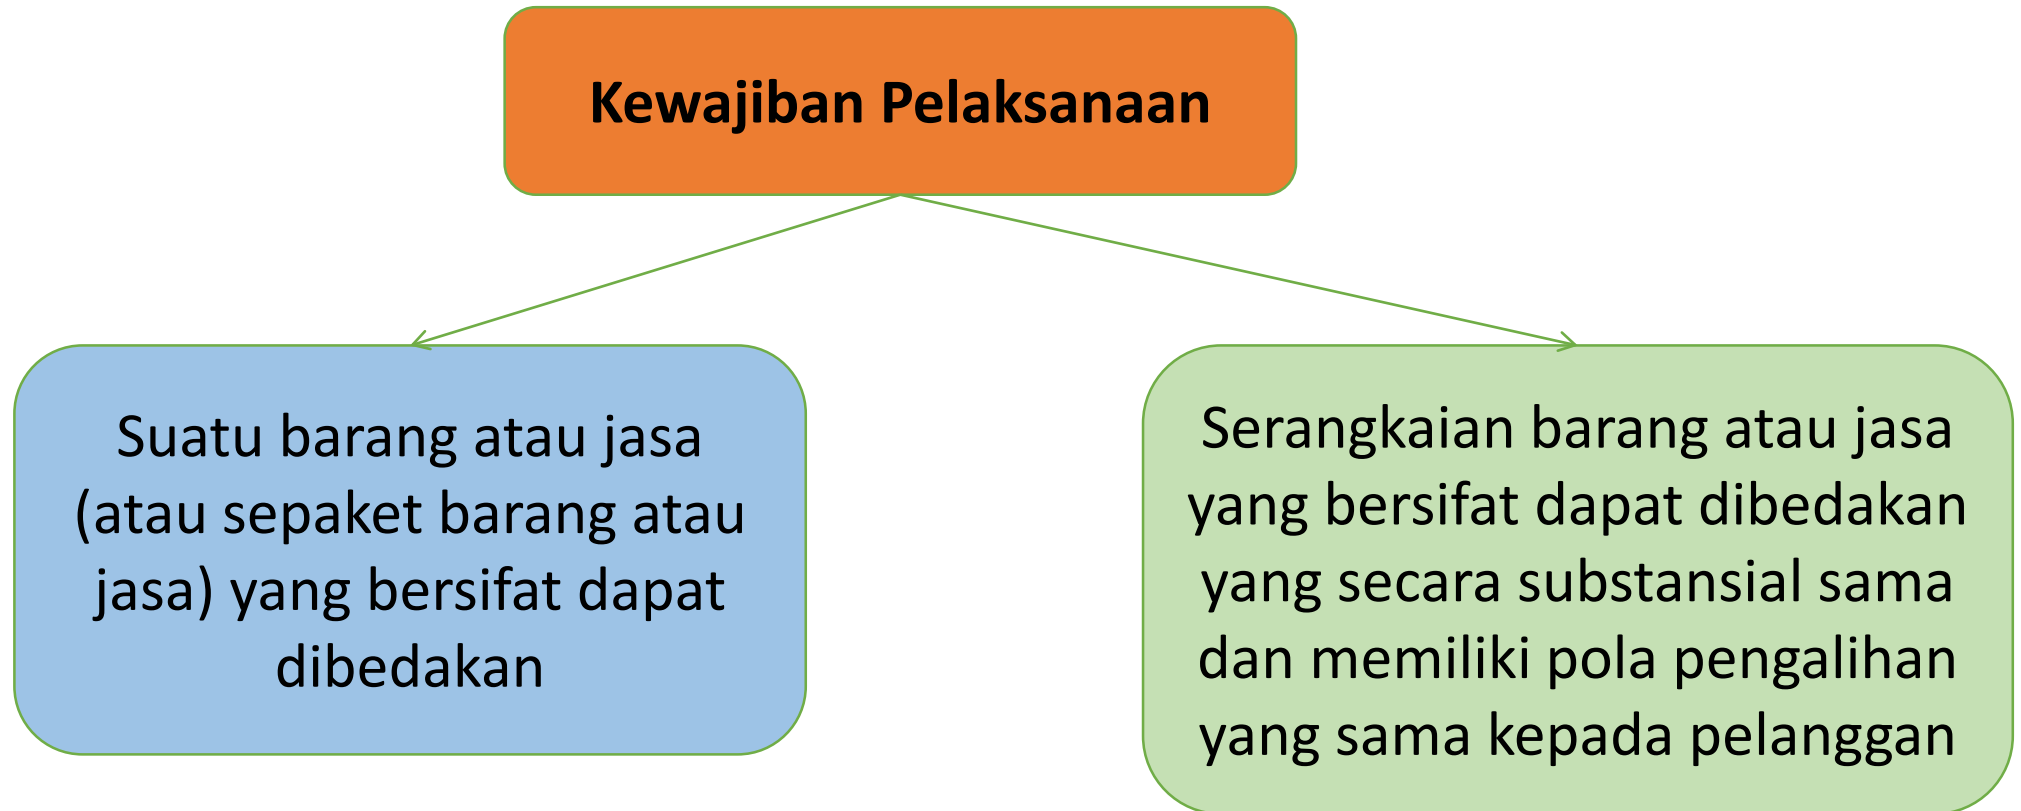 Kewajiban Pelaksanaan
Suatu barang atau jasa
(atau sepaket barang atau
jasa) yang bersifat dapat
dibedakan
Serangkaian barang atau jasa
yang bersifat dapat dibedakan
yang secara substansial sama
dan memiliki pola pengalihan
yang sama kepada pelanggan